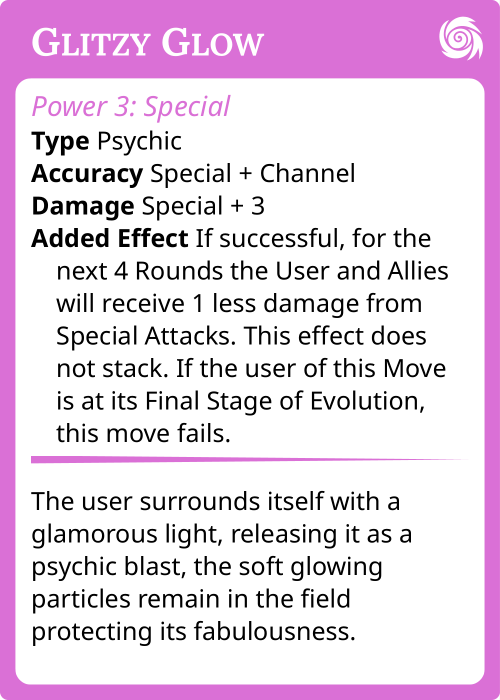 Glitzy Glow
Power 3: Special
Type Psychic
Accuracy Special + Channel
Damage Special + 3
Added Effect If successful, for the
next 4 Rounds the User and Allies
will receive 1 less damage from
Special Attacks. This effect does
not stack. If the user of this Move
is at its Final Stage of Evolution,
this move fails.
The user surrounds itself with a
glamorous light, releasing it as a
psychic blast, the soft glowing
particles remain in the field
protecting its fabulousness.